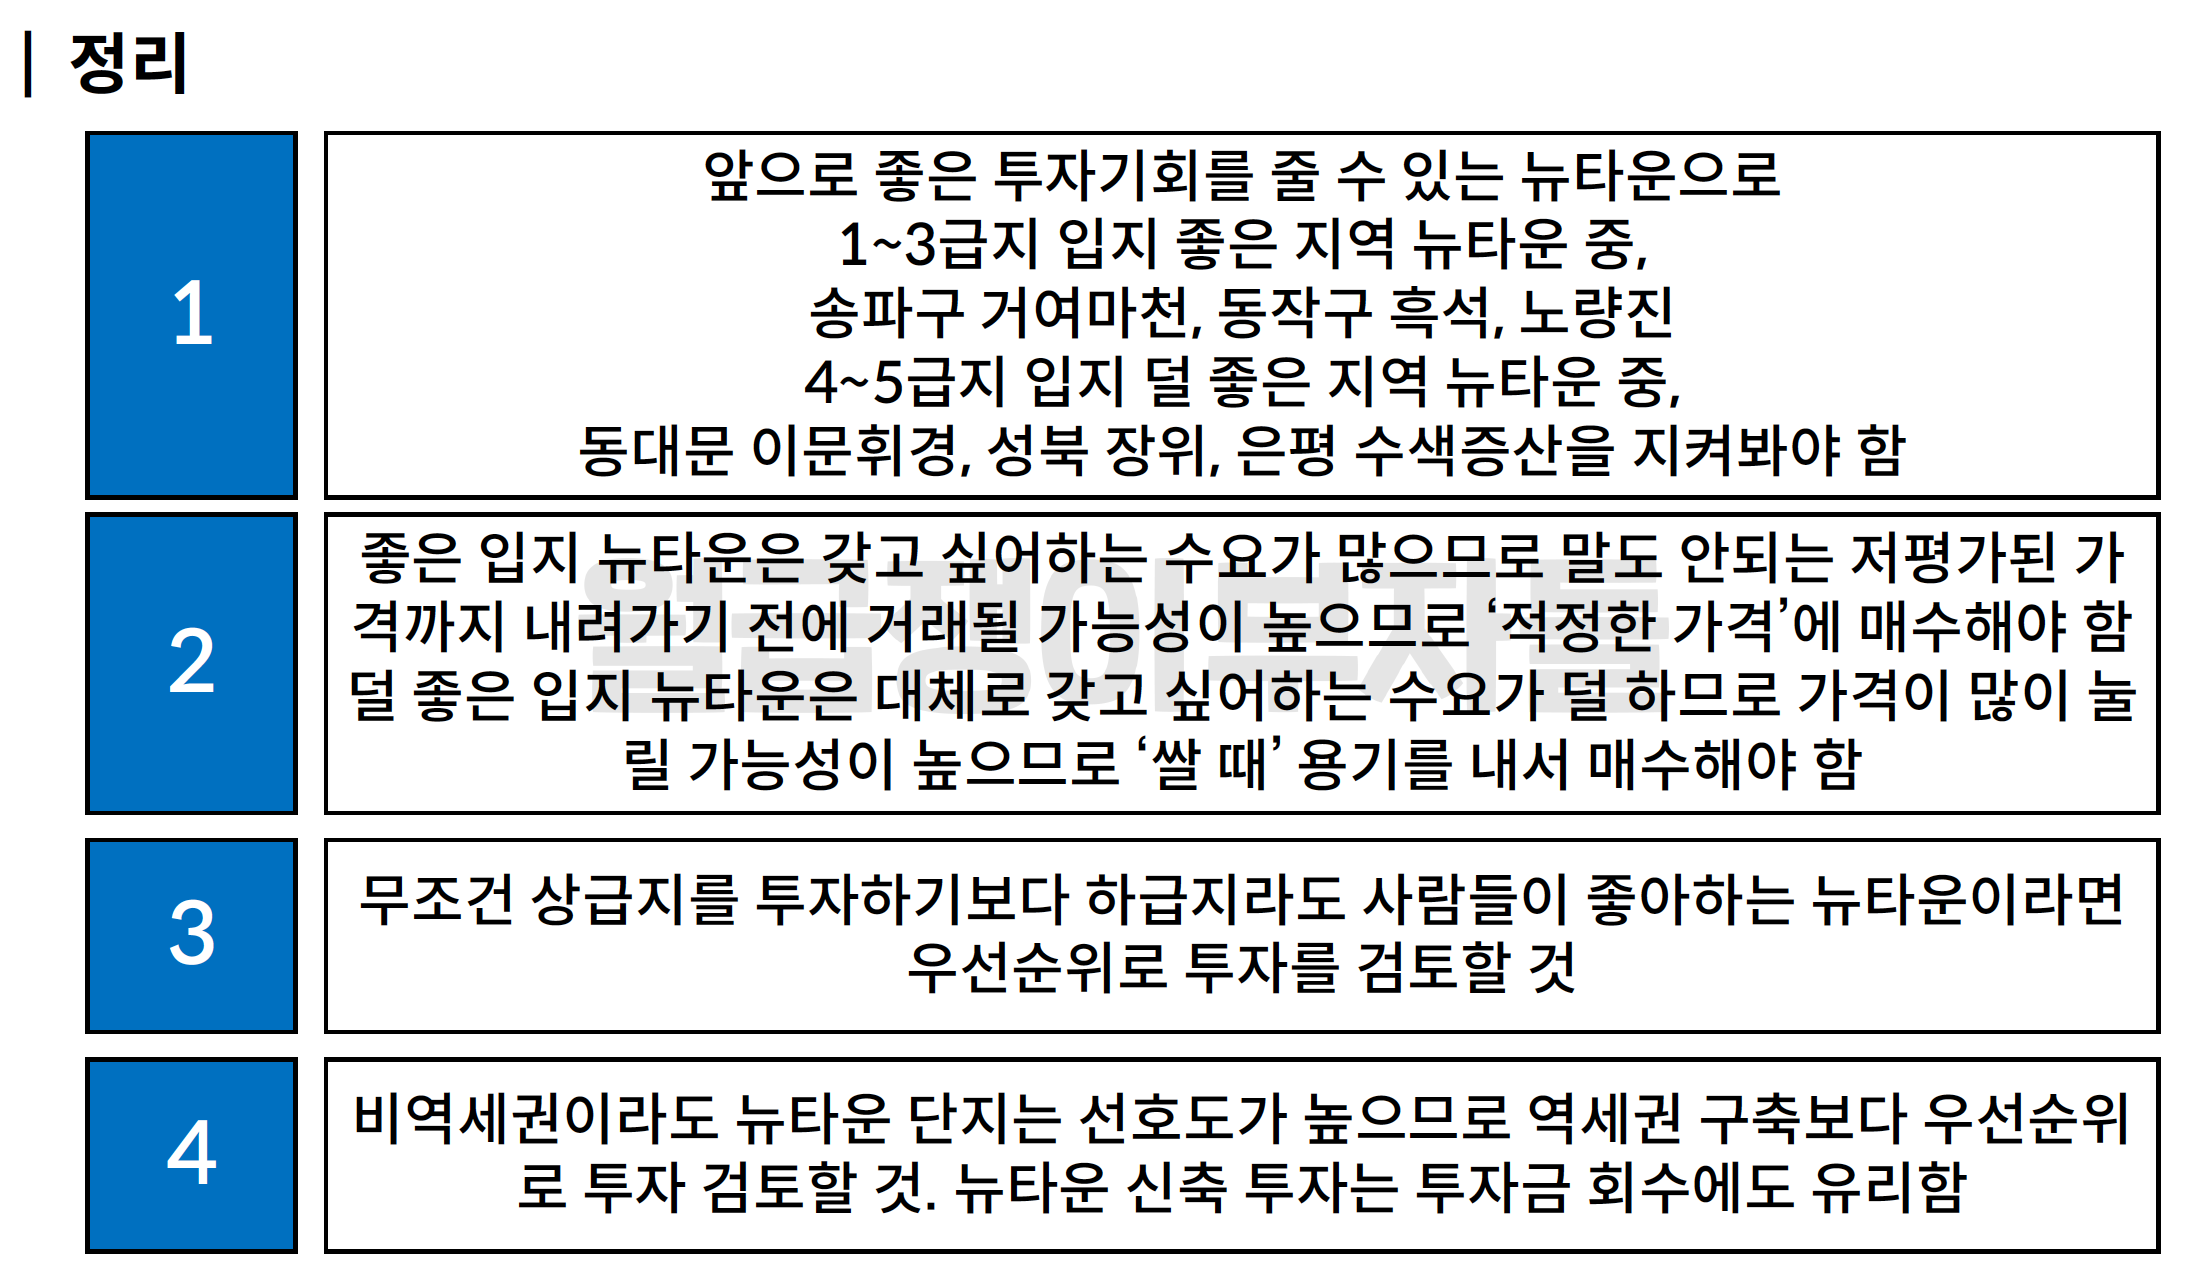 | 정리
1
앞으로 좋은 투자기회를 줄 수 있는 뉴타운으로
1~3급지 입지 좋은 지역 뉴타운 중,
송파구 거여마천, 동작구 흑석, 노량진
4~5급지 입지 덜 좋은 지역 뉴타운 중,
동대문 이문휘경, 성북 장위, 은평 수색증산을 지켜봐야 함
2
좋은 입지 뉴타운은 갖고 싶어하는 수요가 많으므로 말도 안되는 저평가된 가
격까지 내려가기 전에 거래될 가능성이 높으므로 ‘적정한 가격’에 매수해야 함
덜 좋은 입지 뉴타운은 대체로 갖고 싶어하는 수요가 덜 하므로 가격이 많이 눌
릴 가능성이 높으므로 ‘쌀 때’ 용기를 내서 매수해야 함
월급쟁이부자들
3
무조건 상급지를 투자하기보다 하급지라도 사람들이 좋아하는 뉴타운이라면
우선순위로 투자를 검토할 것
4
비역세권이라도 뉴타운 단지는 선호도가 높으므로 역세권 구축보다 우선순위
로 투자 검토할 것. 뉴타운 신축 투자는 투자금 회수에도 유리함